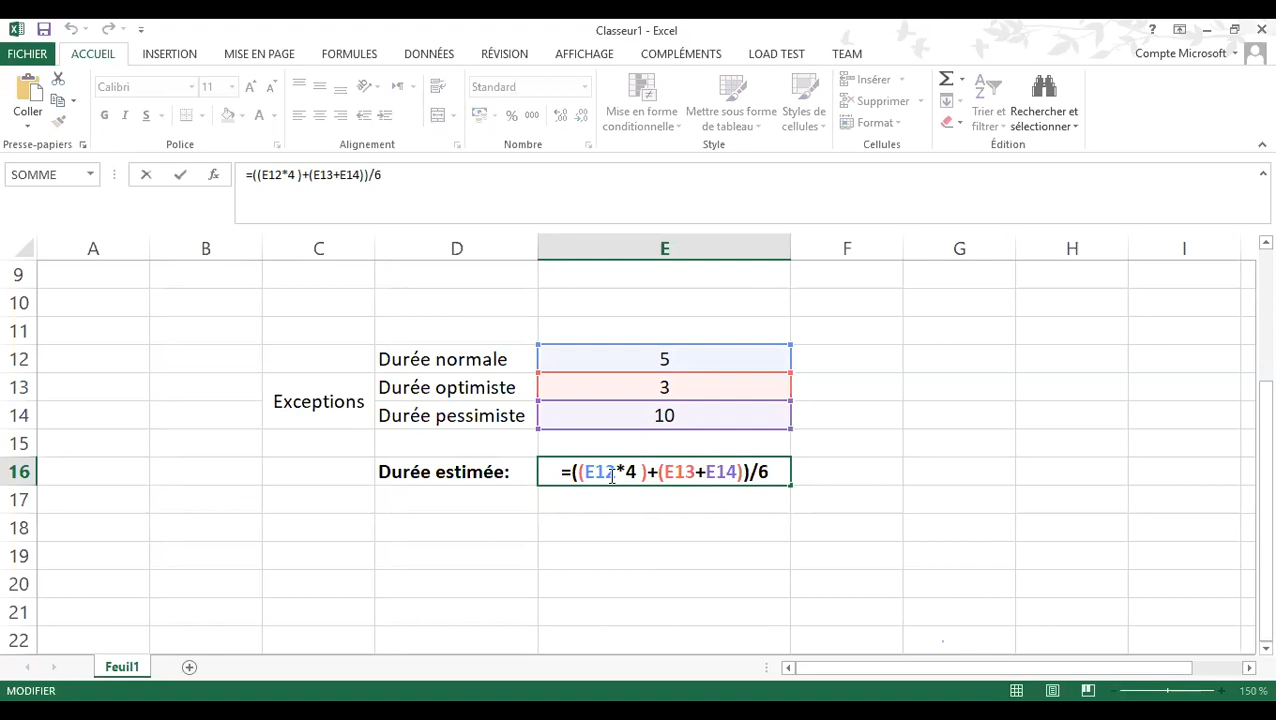 Classeur1 - Excel
?
FICHIER ACCUEIL INSERTION MISE EN PAGE FORMULES DONNÉES RÉVISION AFFICHAGE COMPLÉMENTS LOAD TEST TEAM Compte Microsoft
Coller
Calibri 11
G I S
A A
A
Standard
% 000
Mise en forme
conditionnelle
Mettre sous forme
de tableau
Styles de
cellules
Insérer
Supprimer
Format
Σ
Trier et
filtrer
Rechercher et
sélectionner
Presse-papiers Police Alignement Nombre Style Cellules Édition
SOMME fx =((E12*4 )+(E13+E14))/6
A B C D E F G H I
9
10
11
12 Durée normale 5
13 Durée optimiste 3
Exceptions
14 Durée pessimiste 10
15
16 Durée estimée: =((E12*4 )+(E13+E14))/6
17
18
19
20
21
22
Feuil1
MODIFIER 150 %